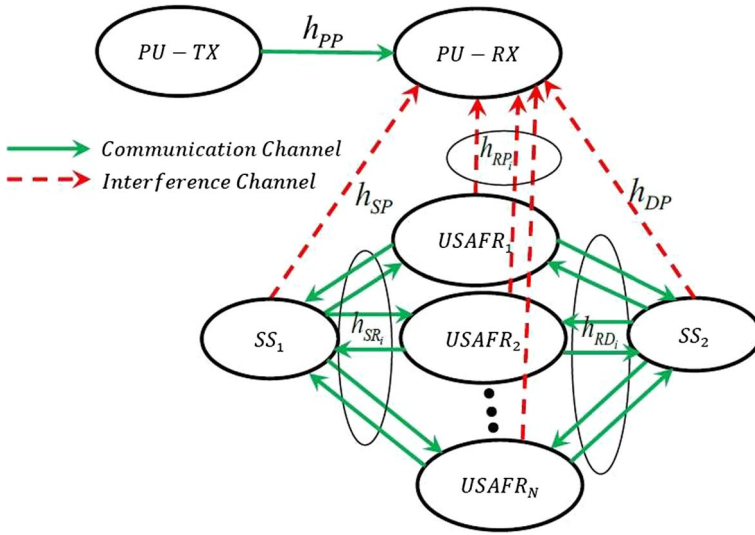 h_PP
PU − TX
PU − RX
Communication Channel
Interference Channel
h_RP_i
h_SP
h_DP
USAFR_1
SS_1
h_SR_i
USAFR_2
h_RD_i
SS_2
USAFR_N